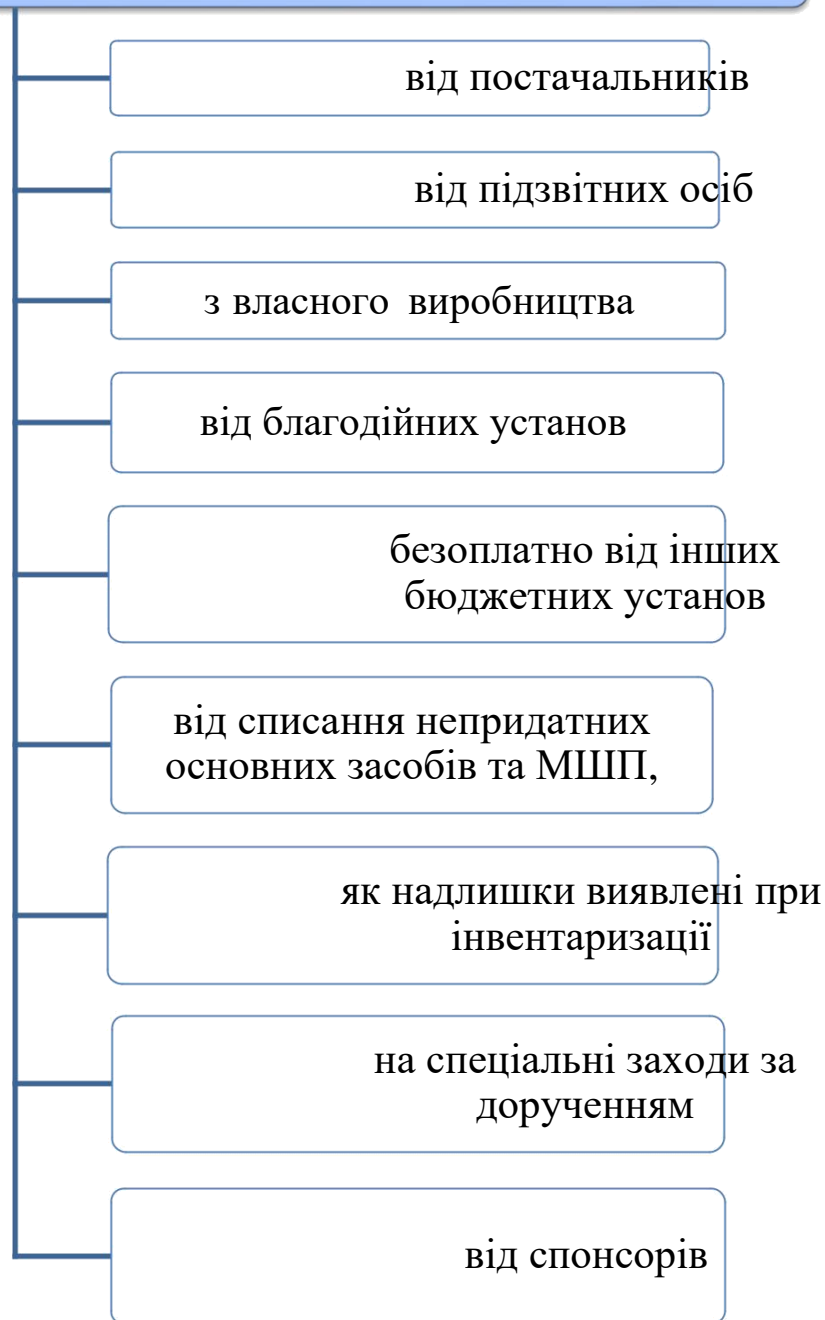 від постачальників
від підзвітних осіб
з власного виробництва
від благодійних установ
безоплатно від інших
бюджетних установ
від списання непридатних
основних засобів та МШП,
як надлишки виявлені при
інвентаризації
на спеціальні заходи за
дорученням
від спонсорів